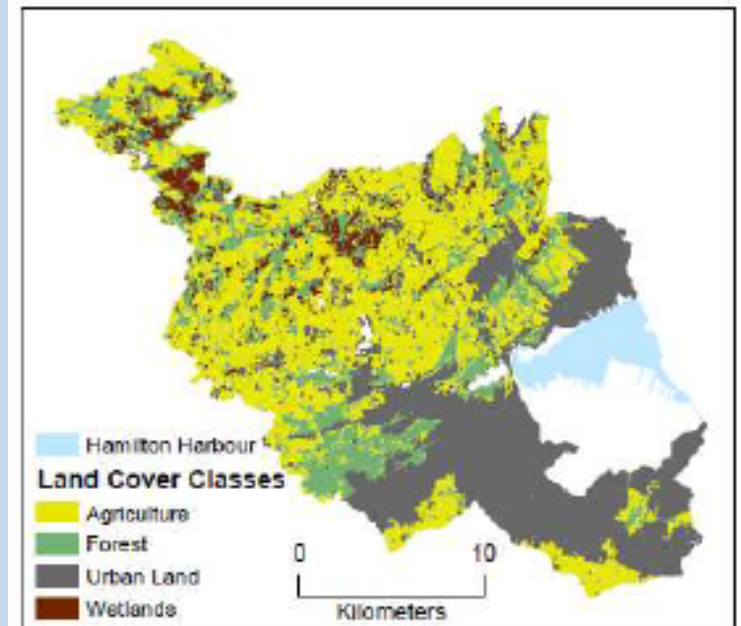 Hamilton Harbour
Land Cover Classes
Agriculture
Forest
Urban Land
Wetlands
0 10
Kilometers